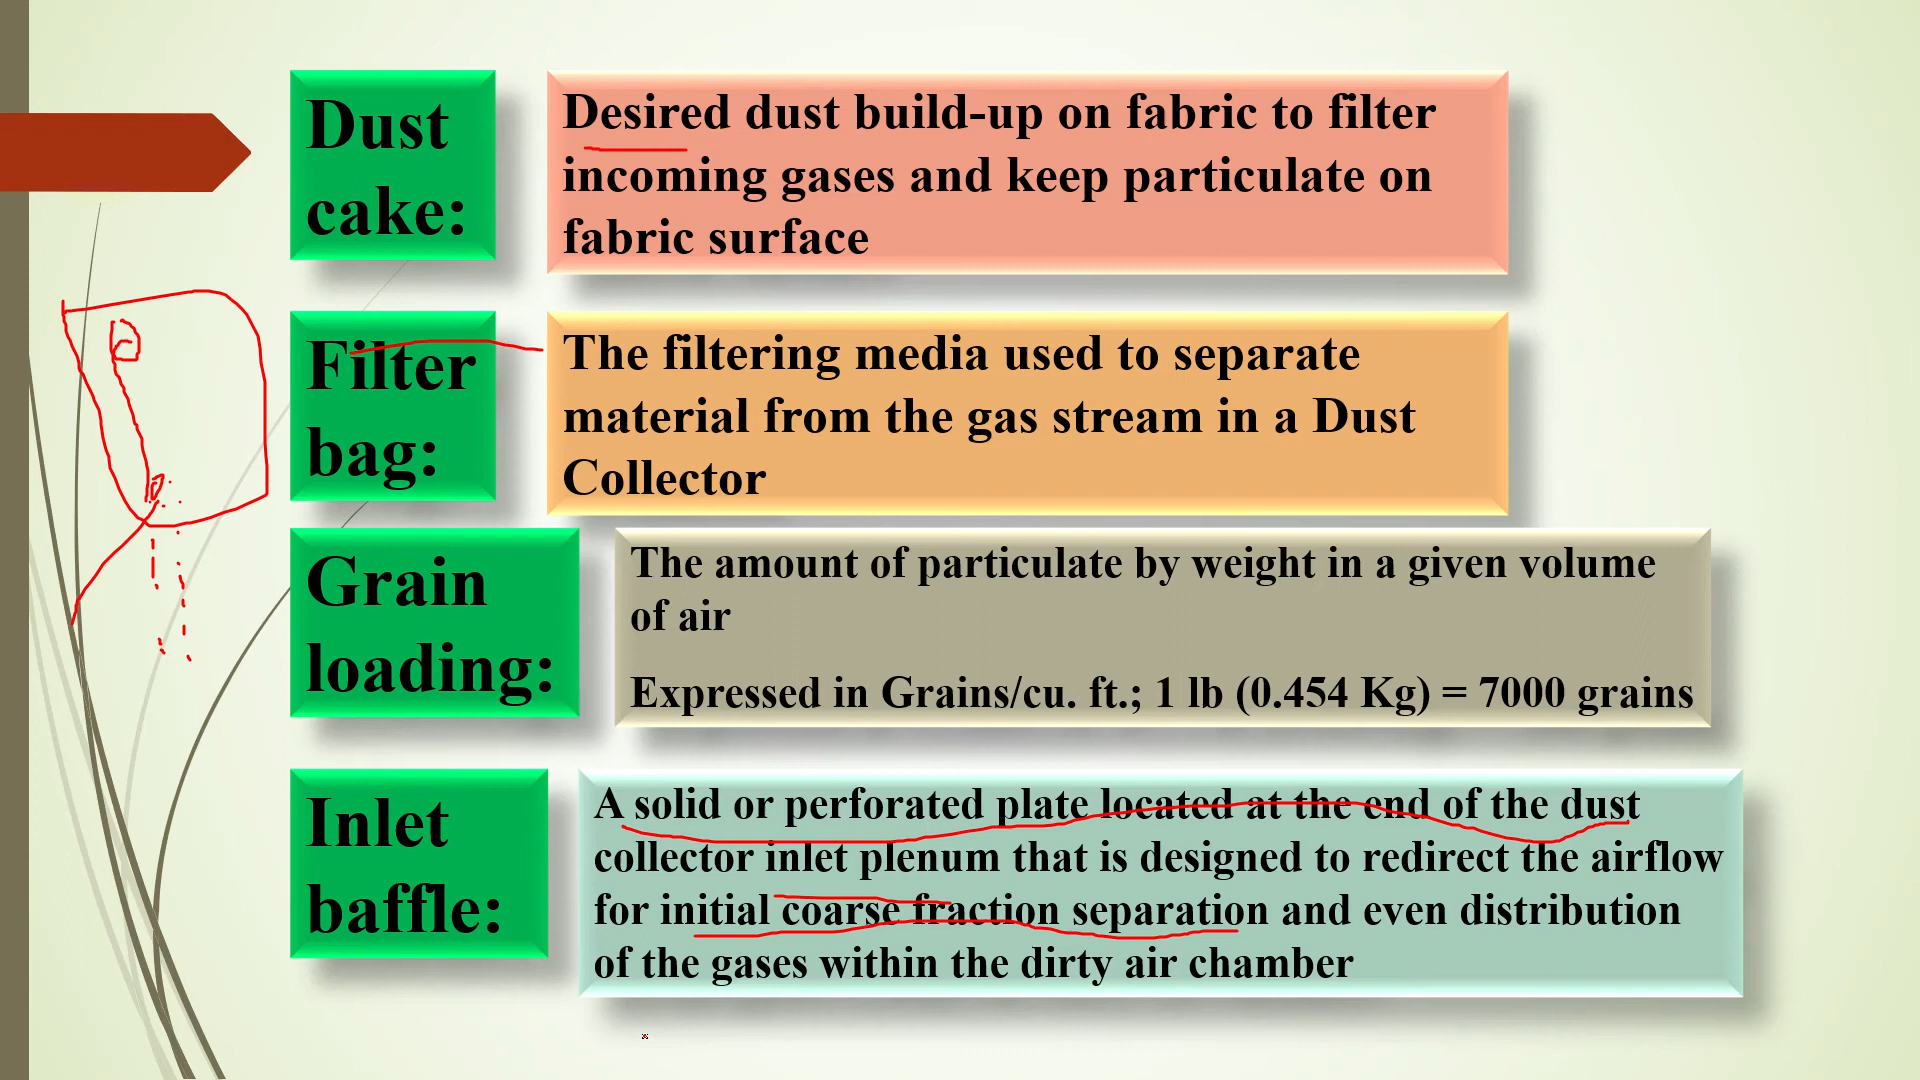 Dust
cake:
Desired dust build-up on fabric to filter
incoming gases and keep particulate on
fabric surface
Filter
bag:
The filtering media used to separate
material from the gas stream in a Dust
Collector
Grain
loading:
The amount of particulate by weight in a given volume
of air
Expressed in Grains/cu. ft.; 1 lb (0.454 Kg) = 7000 grains
Inlet
baffle:
A solid or perforated plate located at the end of the dust
collector inlet plenum that is designed to redirect the airflow
for initial coarse fraction separation and even distribution
of the gases within the dirty air chamber